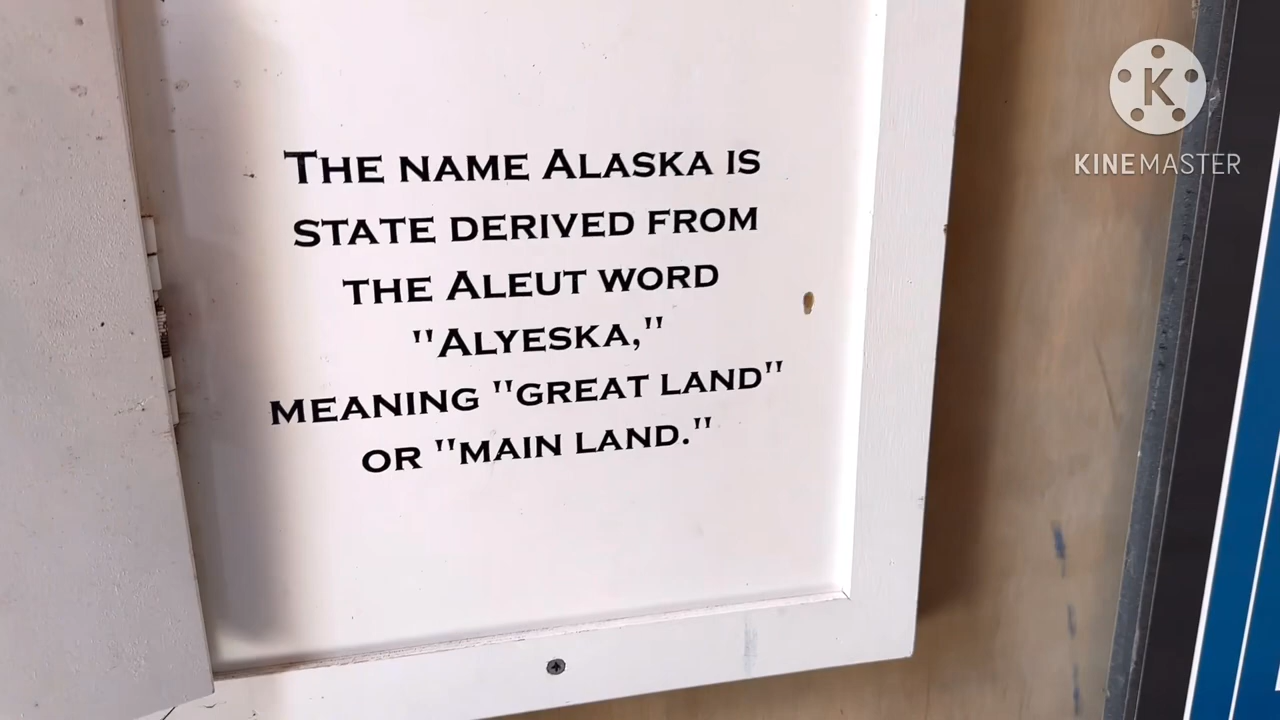 THE NAME ALASKA IS
STATE DERIVED FROM
THE ALEUT WORD
"ALYESKA,"
MEANING "GREAT LAND"
OR "MAIN LAND."
K
KINEMASTER